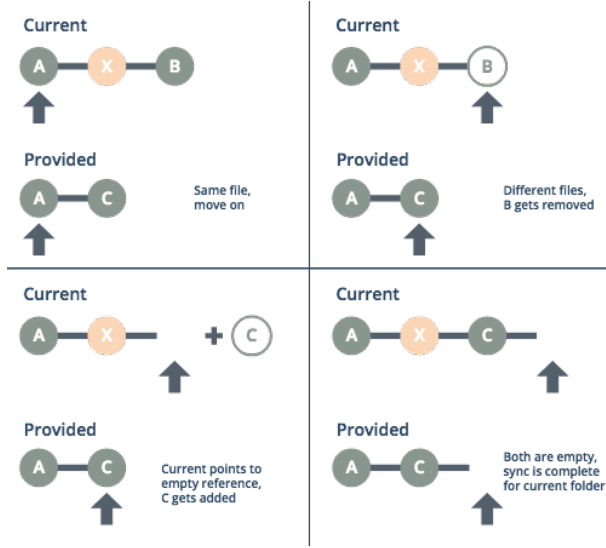 Current
A X B
Provided
A C
Same file,
move on
Current
A X B
Provided
A C
Different files,
B gets removed
Current
A X + C
Provided
A C
Current points to
empty reference,
C gets added
Current
A X C
Provided
A C
Both are empty,
sync is complete
for current folder